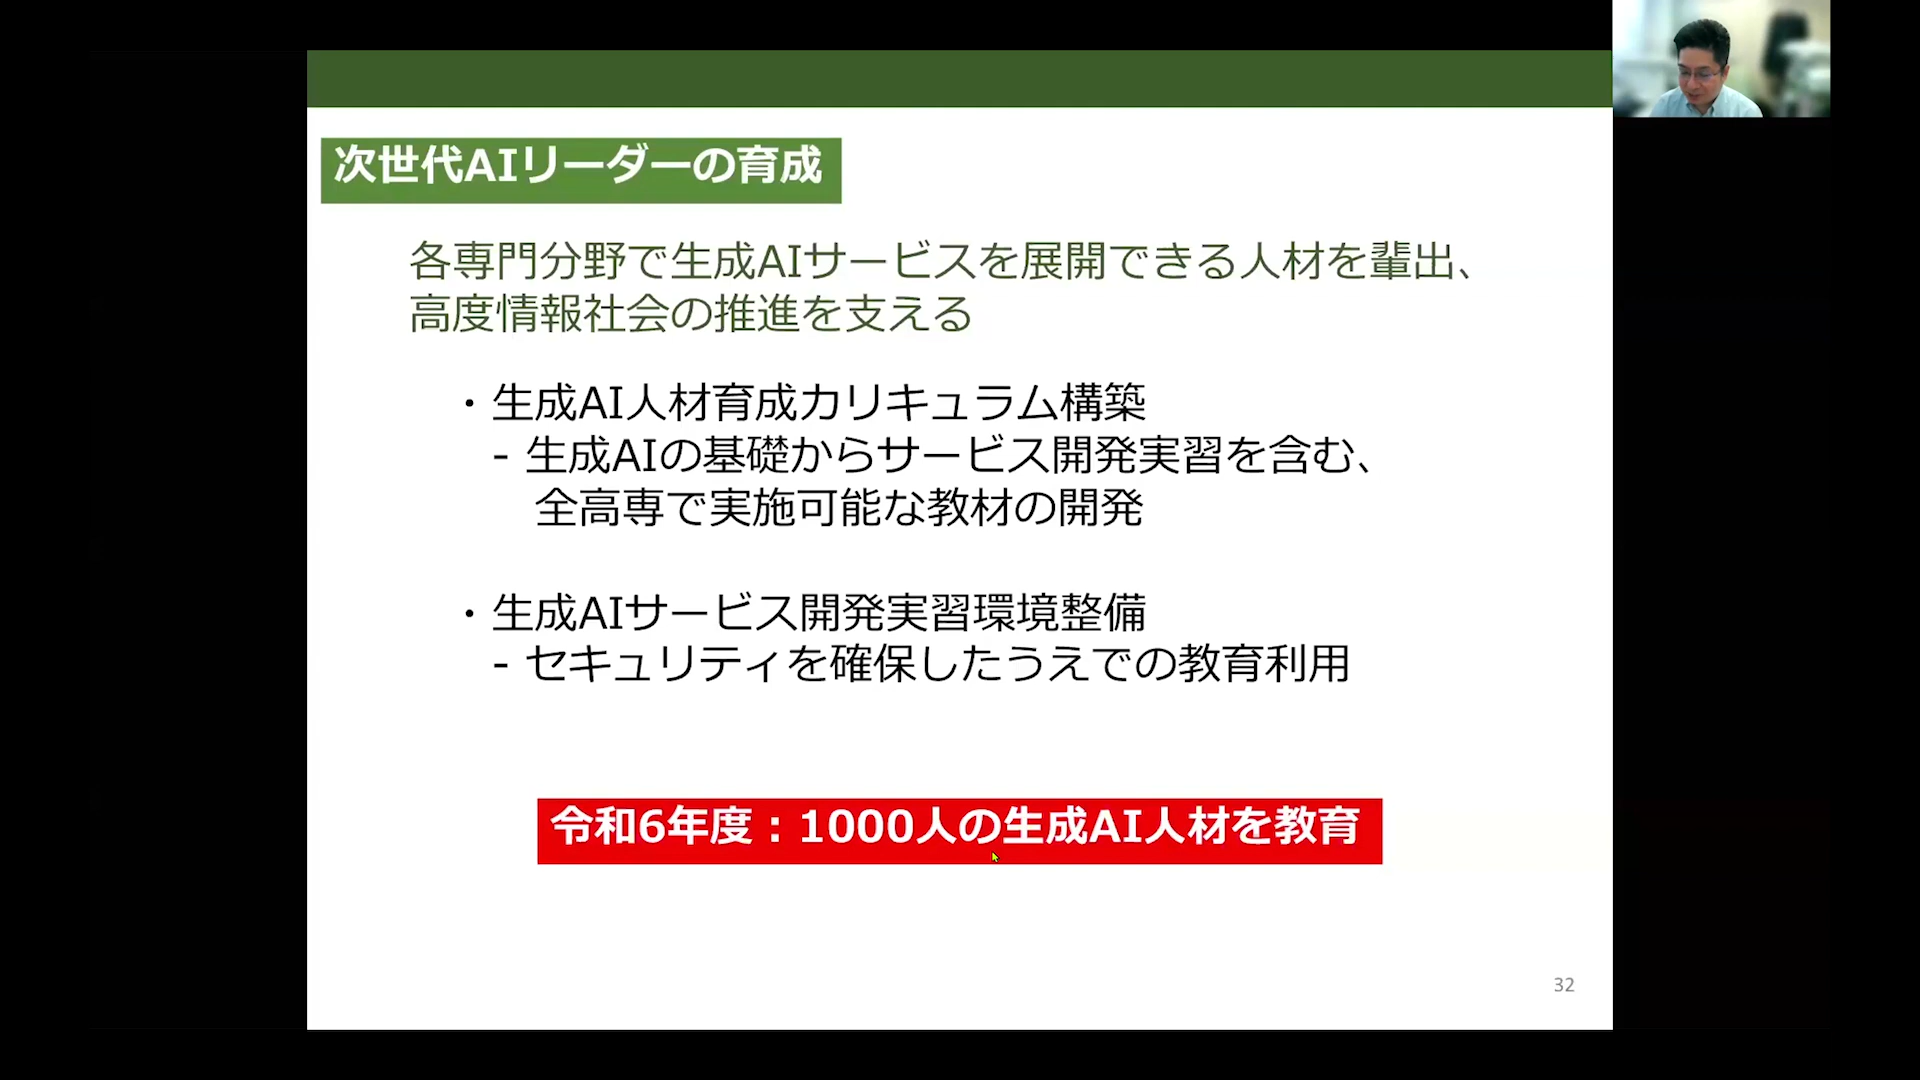 次世代AIリーダーの育成
各専門分野で生成AIサービスを展開できる人材を輩出、
高度情報社会の推進を支える
・生成AI人材育成カリキュラム構築
- 生成AIの基礎からサービス開発実習を含む、
全高専で実施可能な教材の開発
・生成AIサービス開発実習環境整備
- セキュリティを確保したうえでの教育利用
令和6年度：1000人の生成AI人材を教育
32